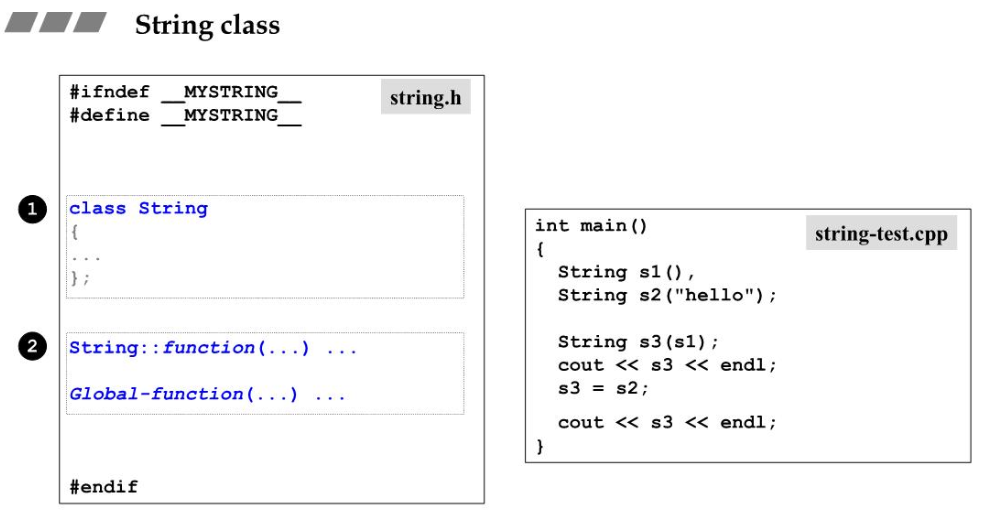 String class
#ifndef __MYSTRING__
#define __MYSTRING__
string.h
1
class String
{
...
};
2
String::function(...) ...
Global-function(...) ...
#endif
int main()
string-test.cpp
{
String s1(),
String s2("hello");
String s3(s1);
cout << s3 << endl;
s3 = s2;
cout << s3 << endl;
}